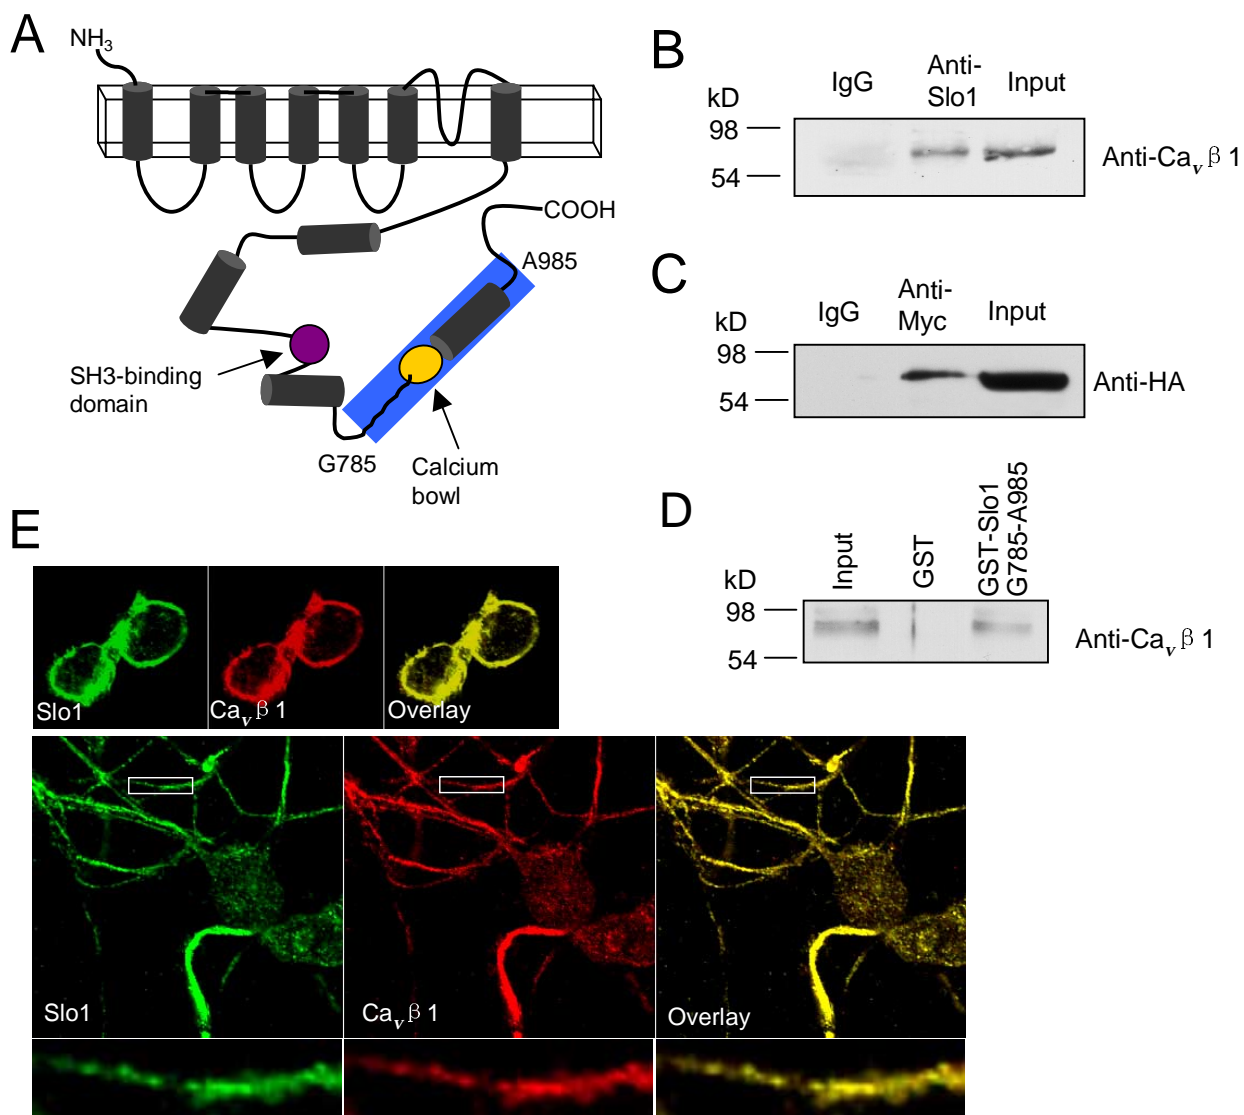 A
NH3
COOH
A985
SH3-binding
domain
G785
Calcium
bowl
B
kD
IgG
Anti-
Slo1
Input
98
54
Anti-Cavβ1
C
kD
IgG
Anti-
Myc
Input
98
54
Anti-HA
D
kD
Input
GST
GST-Slo1
G785-A985
98
54
Anti-Cavβ1
E
Slo1
Cavβ1
Overlay
Slo1
Cavβ1
Overlay